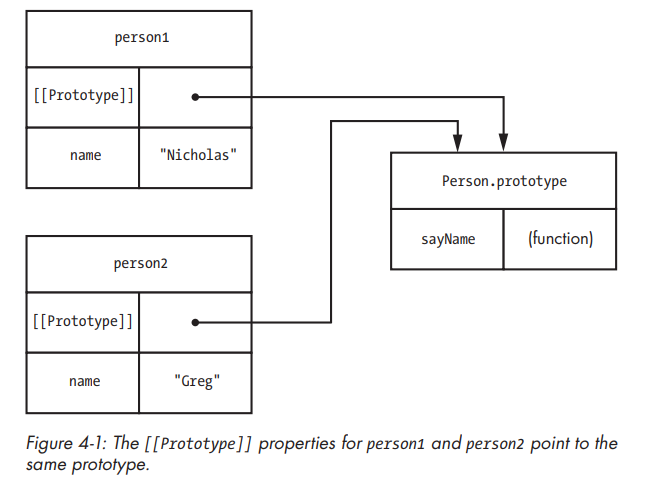 person1
[[Prototype]]
name "Nicholas"
Person.prototype
sayName (function)
person2
[[Prototype]]
name "Greg"
Figure 4-1: The [[Prototype]] properties for person1 and person2 point to the
same prototype.